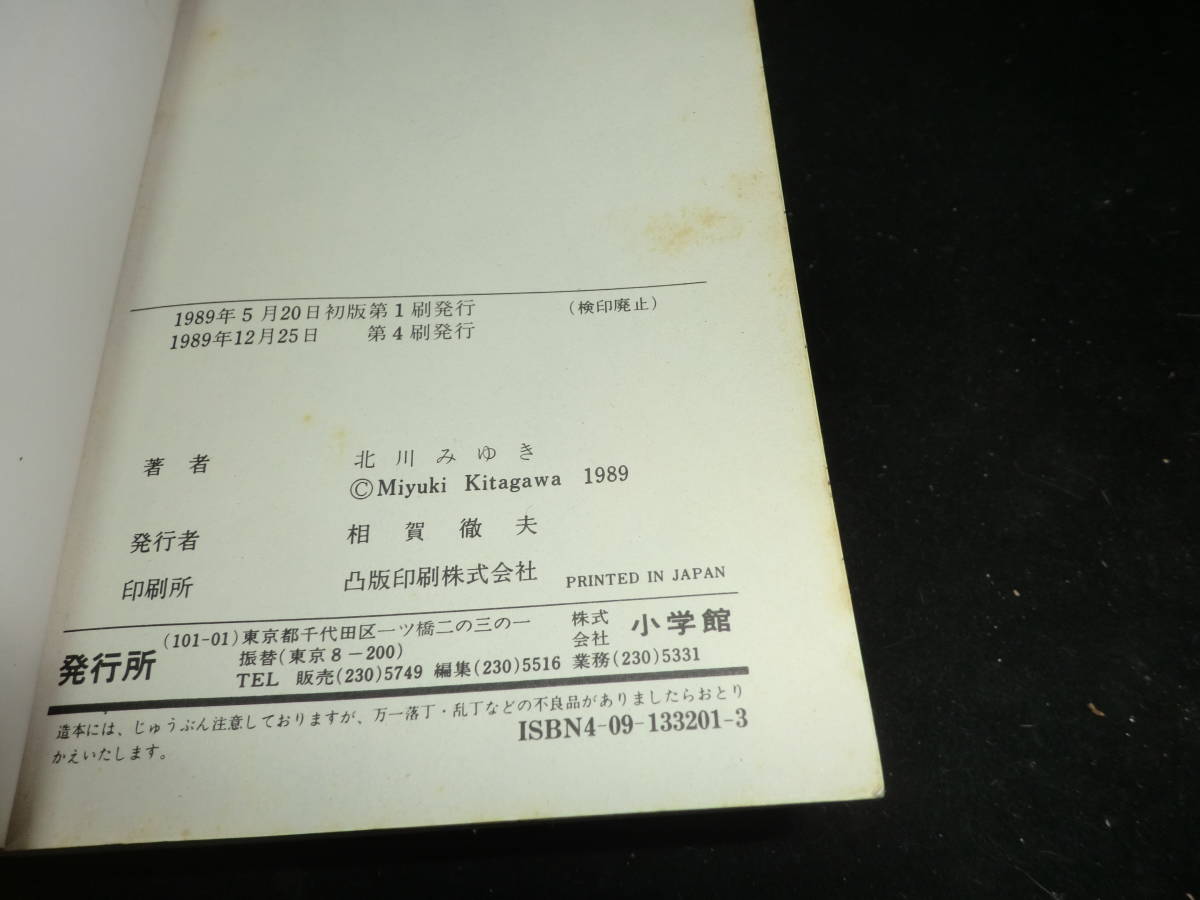 1989年5月20日初版第1刷発行　（検印廃止）
1989年12月25日　第4刷発行
著者　北川みゆき
©Miyuki Kitagawa 1989
発行者　相賀徹夫
印刷所　凸版印刷株式会社　PRINTED IN JAPAN
発行所　(101-01)東京都千代田区一ツ橋二の三の一　株式会社　小学館
振替(東京8-200)
TEL 販売(230)5749 編集(230)5516 業務(230)5331
造本には、じゅうぶん注意しておりますが、万一落丁・乱丁などの不良品がありましたらおとり
かえいたします。
ISBN4-09-133201-3